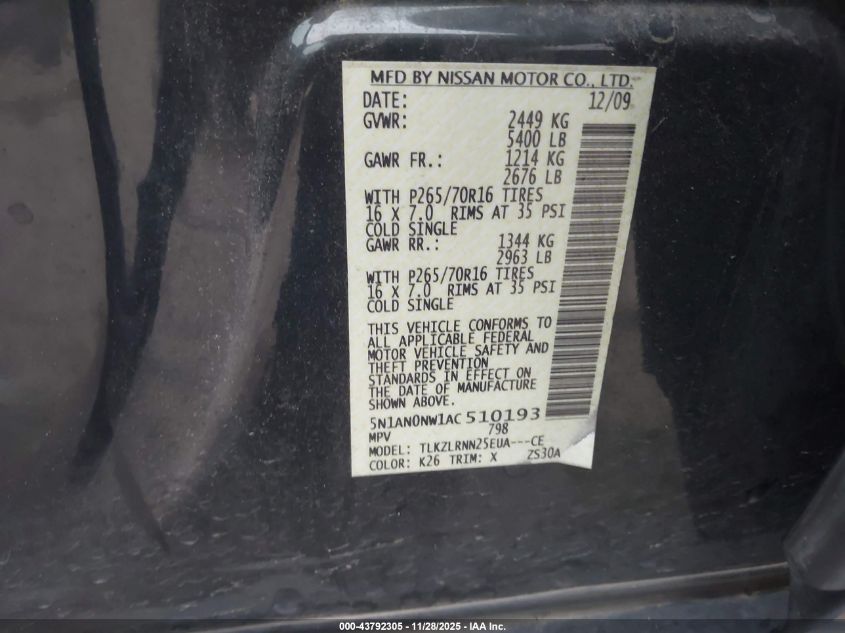 MFD BY NISSAN MOTOR CO., LTD.
DATE: 12/09
GVWR: 2449 KG
5400 LB
GAWR FR.: 1214 KG
2676 LB
WITH P265/70R16 TIRES
16 X 7.0 RIMS AT 35 PSI
COLD SINGLE
GAWR RR.: 1344 KG
2963 LB
WITH P265/70R16 TIRES
16 X 7.0 RIMS AT 35 PSI
COLD SINGLE
THIS VEHICLE CONFORMS TO
ALL APPLICABLE FEDERAL
MOTOR VEHICLE SAFETY AND
THEFT PREVENTION
STANDARDS IN EFFECT ON
THE DATE OF MANUFACTURE
SHOWN ABOVE.
5N1AN0NW1AC510193
MPV 798
MODEL: TLKZLRNN25EUA---CE
COLOR: K26 TRIM: X ZS30A
000-43792305 - 11/28/2025 - IAA Inc.